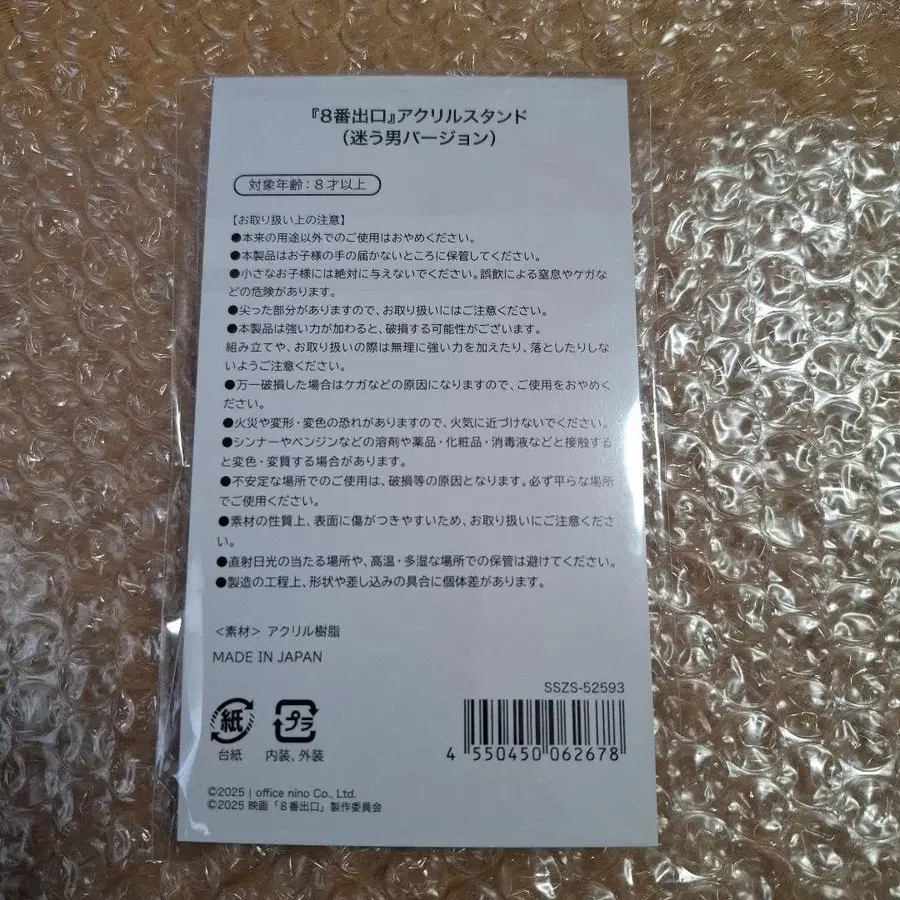 『8番出口』アクリルスタンド
(迷う男バージョン)
対象年齢：8才以上
【お取り扱い上の注意】
●本来の用途以外でのご使用はおやめください。
●本製品はお子様の手の届かないところに保管してください。
●小さなお子様には絶対に与えないでください。誤飲による窒息やケガな
どの危険があります。
●尖った部分がありますので、お取り扱いにはご注意ください。
●本製品は強い力が加わると、破損する可能性がございます。
組み立てや、お取り扱いの際は無理に強い力を加えたり、落としたりしな
いようご注意ください。
●万一破損した場合はケガなどの原因になりますので、ご使用をおやめく
ださい。
●火災や変形・変色の恐れがありますので、火気に近づけないでください。
●シンナーやベンジンなどの溶剤や薬品・化粧品・消毒液などと接触する
と変色・変質する場合があります。
●不安定な場所でのご使用は、破損等の原因となります。必ず平らな場所
でご使用ください。
●素材の性質上、表面に傷がつきやすいため、お取り扱いにご注意くださ
い。
●直射日光の当たる場所や、高温・多湿な場所での保管は避けてください。
●製造の工程上、形状や差し込みの具合に個体差があります。
＜素材＞ アクリル樹脂
MADE IN JAPAN
SSZS-52593
紙
プラ
台紙
内装、外装
4 550450 062678
©2025 | office nino Co., Ltd.
©2025 映画「8番出口」製作委員会